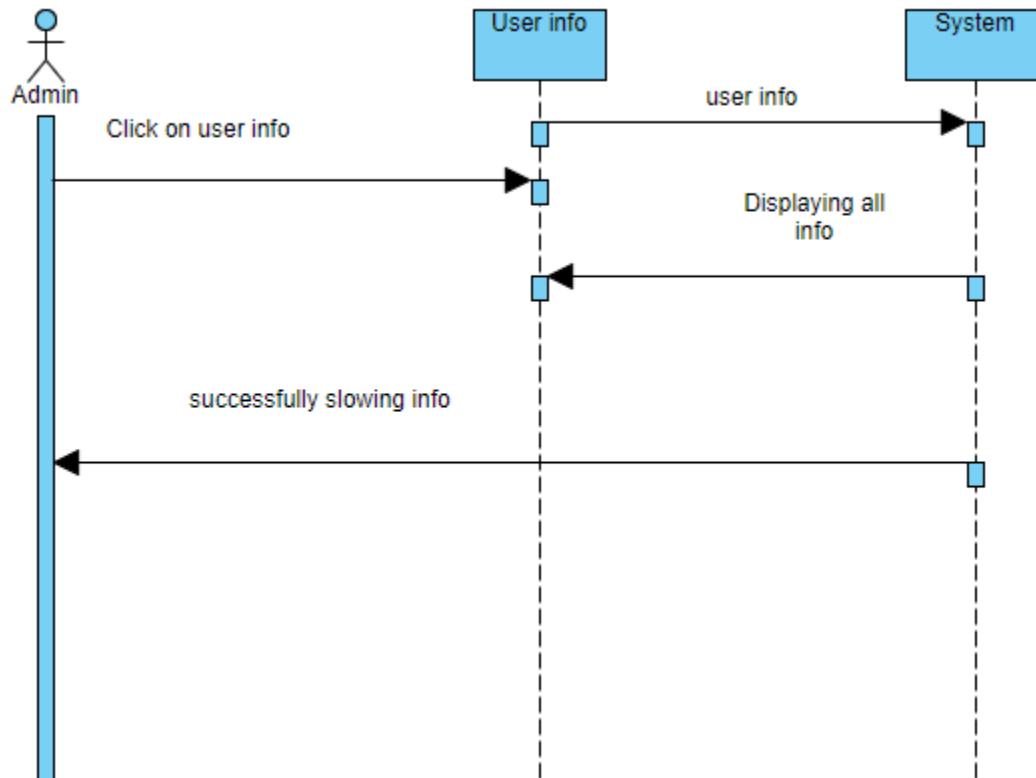 User info
System
Admin
user info
Click on user info
Displaying all
info
successfully slowing info